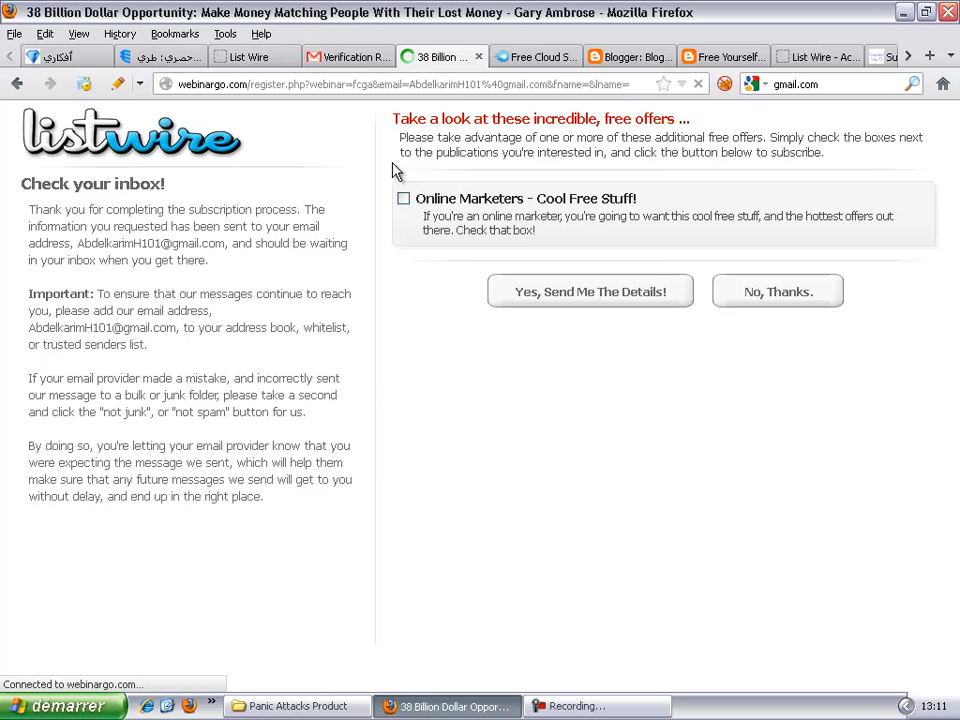 38 Billion Dollar Opportunity: Make Money Matching People With Their Lost Money - Gary Ambrose - Mozilla Firefox
File Edit View History Bookmarks Tools Help
أفكاري
حصري: طري...
List Wire
Verification R...
38 Billion ...
Free Cloud S...
Blogger: Blog...
Free Yourself...
List Wire - Ac...
Su
webinargo.com/register.php?webinar=fcga&email=AbdelkarimH101%40gmail.com&fname=&lname=
gmail.com
listwire
Check your inbox!
Thank you for completing the subscription process. The
information you requested has been sent to your email
address, AbdelkarimH101@gmail.com, and should be waiting
in your inbox when you get there.
Important: To ensure that our messages continue to reach
you, please add our email address,
AbdelkarimH101@gmail.com, to your address book, whitelist,
or trusted senders list.
If your email provider made a mistake, and incorrectly sent
our message to a bulk or junk folder, please take a second
and click the "not junk", or "not spam" button for us.
By doing so, you're letting your email provider know that you
were expecting the message we sent, which will help them
make sure that any future messages we send will get to you
without delay, and end up in the right place.
Take a look at these incredible, free offers ...
Please take advantage of one or more of these additional free offers. Simply check the boxes next
to the publications you're interested in, and click the button below to subscribe.
Online Marketers - Cool Free Stuff!
If you're an online marketer, you're going to want this cool free stuff, and the hottest offers out
there. Check that box!
Yes, Send Me The Details!
No, Thanks.
Connected to webinargo.com...
démarrer
Panic Attacks Product
38 Billion Dollar Oppor...
Recording...
13:11